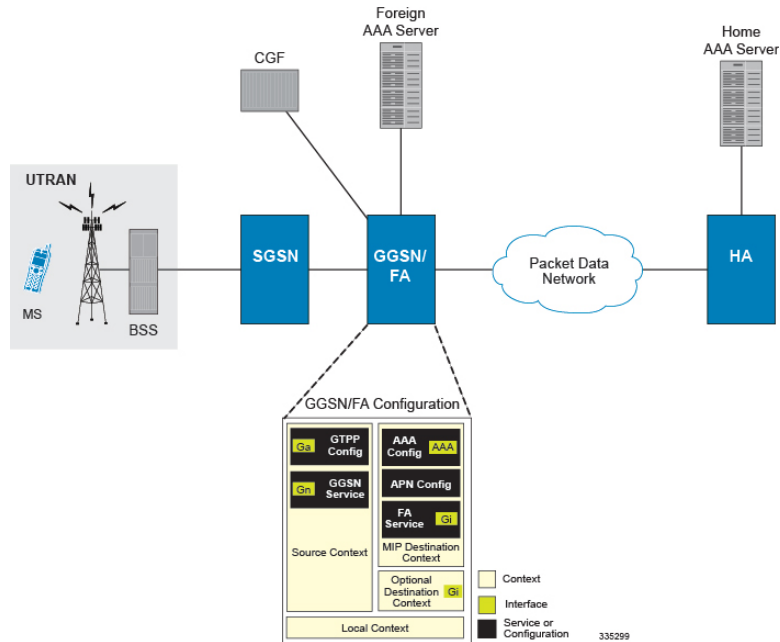 Foreign
AAA Server
Home
AAA Server
CGF
UTRAN
MS
BSS
SGSN
GGSN/
FA
Packet Data
Network
HA
GGSN/FA Configuration
Ga
GTPP
Config
Gn
GGSN
Service
Source Context
AAA
Config
AAA
APN Config
FA
Service
Gi
MIP Destination
Context
Optional
Destination
Context
Gi
Local Context
Context
Interface
Service or
Configuration
335299